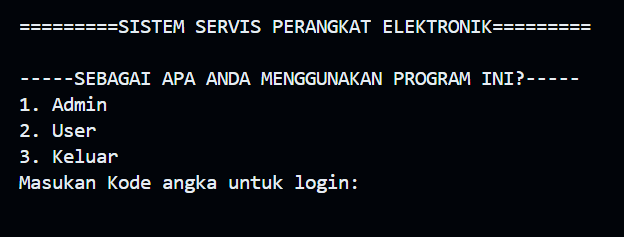 =========SISTEM SERVIS PERANGKAT ELEKTRONIK=========
-----SEBAGAI APA ANDA MENGGUNAKAN PROGRAM INI?-----
1. Admin
2. User
3. Keluar
Masukan Kode angka untuk login: